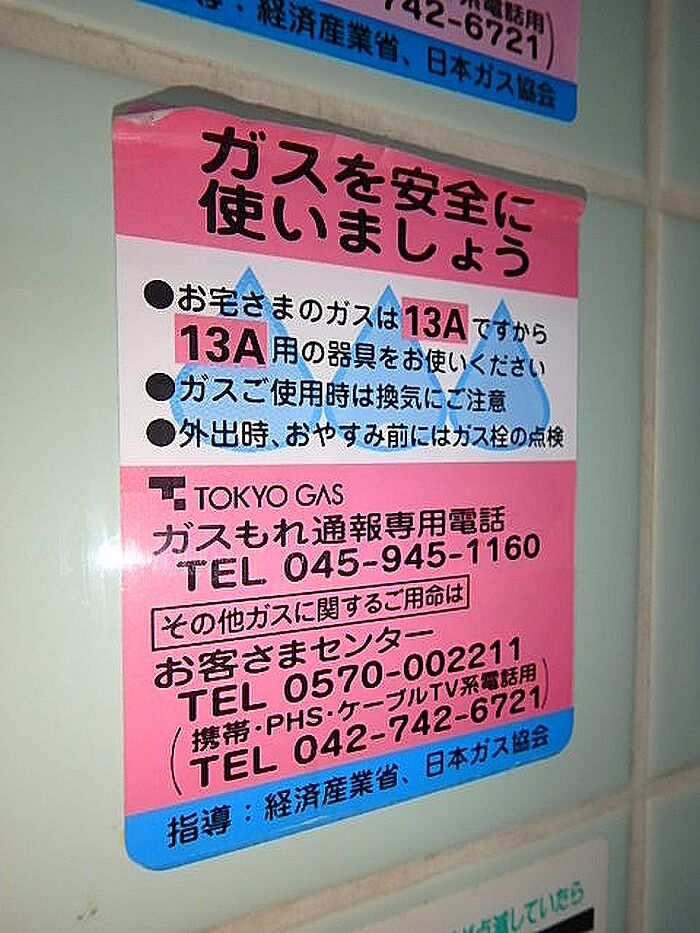 系電話用)
742-6721
導：経済産業省、日本ガス協会
ガスを安全に
使いましょう
●お宅さまのガスは13Aですから
13A用の器具をお使いください
●ガスご使用時は換気にご注意
●外出時、おやすみ前にはガス栓の点検
TOKYO GAS
ガスもれ通報専用電話
TEL 045-945-1160
その他ガスに関するご用命は
お客さまセンター
TEL 0570-002211
(携帯・PHS・ケーブルTV系電話用)
TEL 042-742-6721
指導：経済産業省、日本ガス協会
点滅していたら